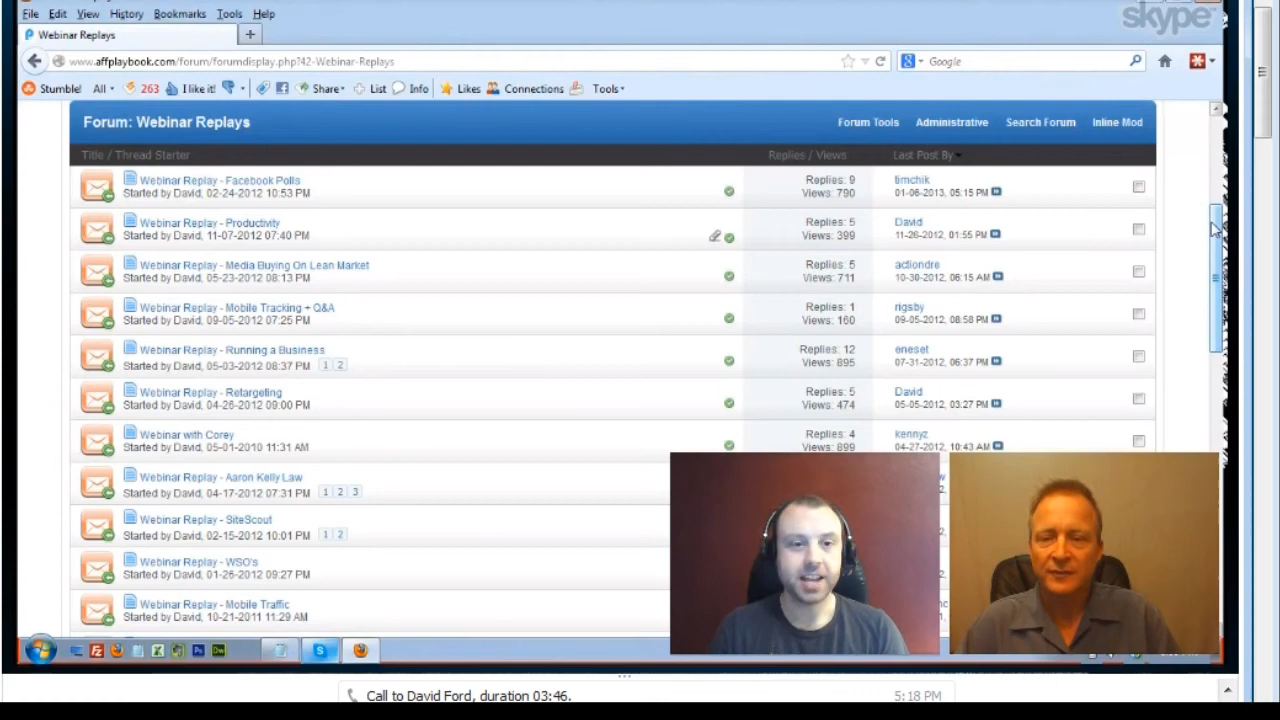 skype™
File Edit View History Bookmarks Tools Help
Webinar Replays +
www.affplaybook.com/forum/forumdisplay.php?42-Webinar-Replays Google
Stumble! All 263 I like it! Share List Info Likes Connections Tools
Forum: Webinar Replays Forum Tools Administrative Search Forum Inline Mod
Title / Thread Starter Replies / Views Last Post By
Webinar Replay - Facebook Polls Replies: 9 timchik
Started by David, 02-24-2012 10:53 PM Views: 790 01-06-2013, 05:15 PM
Webinar Replay - Productivity Replies: 5 David
Started by David, 11-07-2012 07:40 PM Views: 399 11-26-2012, 01:55 PM
Webinar Replay - Media Buying On Lean Market Replies: 5 actiondre
Started by David, 05-23-2012 08:13 PM Views: 711 10-30-2012, 06:15 AM
Webinar Replay - Mobile Tracking + Q&A Replies: 1 rigsby
Started by David, 09-05-2012 07:25 PM Views: 160 09-05-2012, 08:58 PM
Webinar Replay - Running a Business Replies: 12 eneset
Started by David, 05-03-2012 08:37 PM 1 2 Views: 895 07-31-2012, 06:37 PM
Webinar Replay - Retargeting Replies: 5 David
Started by David, 04-26-2012 09:00 PM Views: 474 05-05-2012, 03:27 PM
Webinar with Corey Replies: 4 kennyz
Started by David, 05-01-2010 11:31 AM Views: 899 04-27-2012, 10:43 AM
Webinar Replay - Aaron Kelly Law
Started by David, 04-17-2012 07:31 PM 1 2 3
Webinar Replay - SiteScout
Started by David, 02-15-2012 10:01 PM 1 2
Webinar Replay - WSO's
Started by David, 01-26-2012 09:27 PM
Webinar Replay - Mobile Traffic
Started by David, 10-21-2011 11:29 AM
Call to David Ford, duration 03:46. 5:18 PM